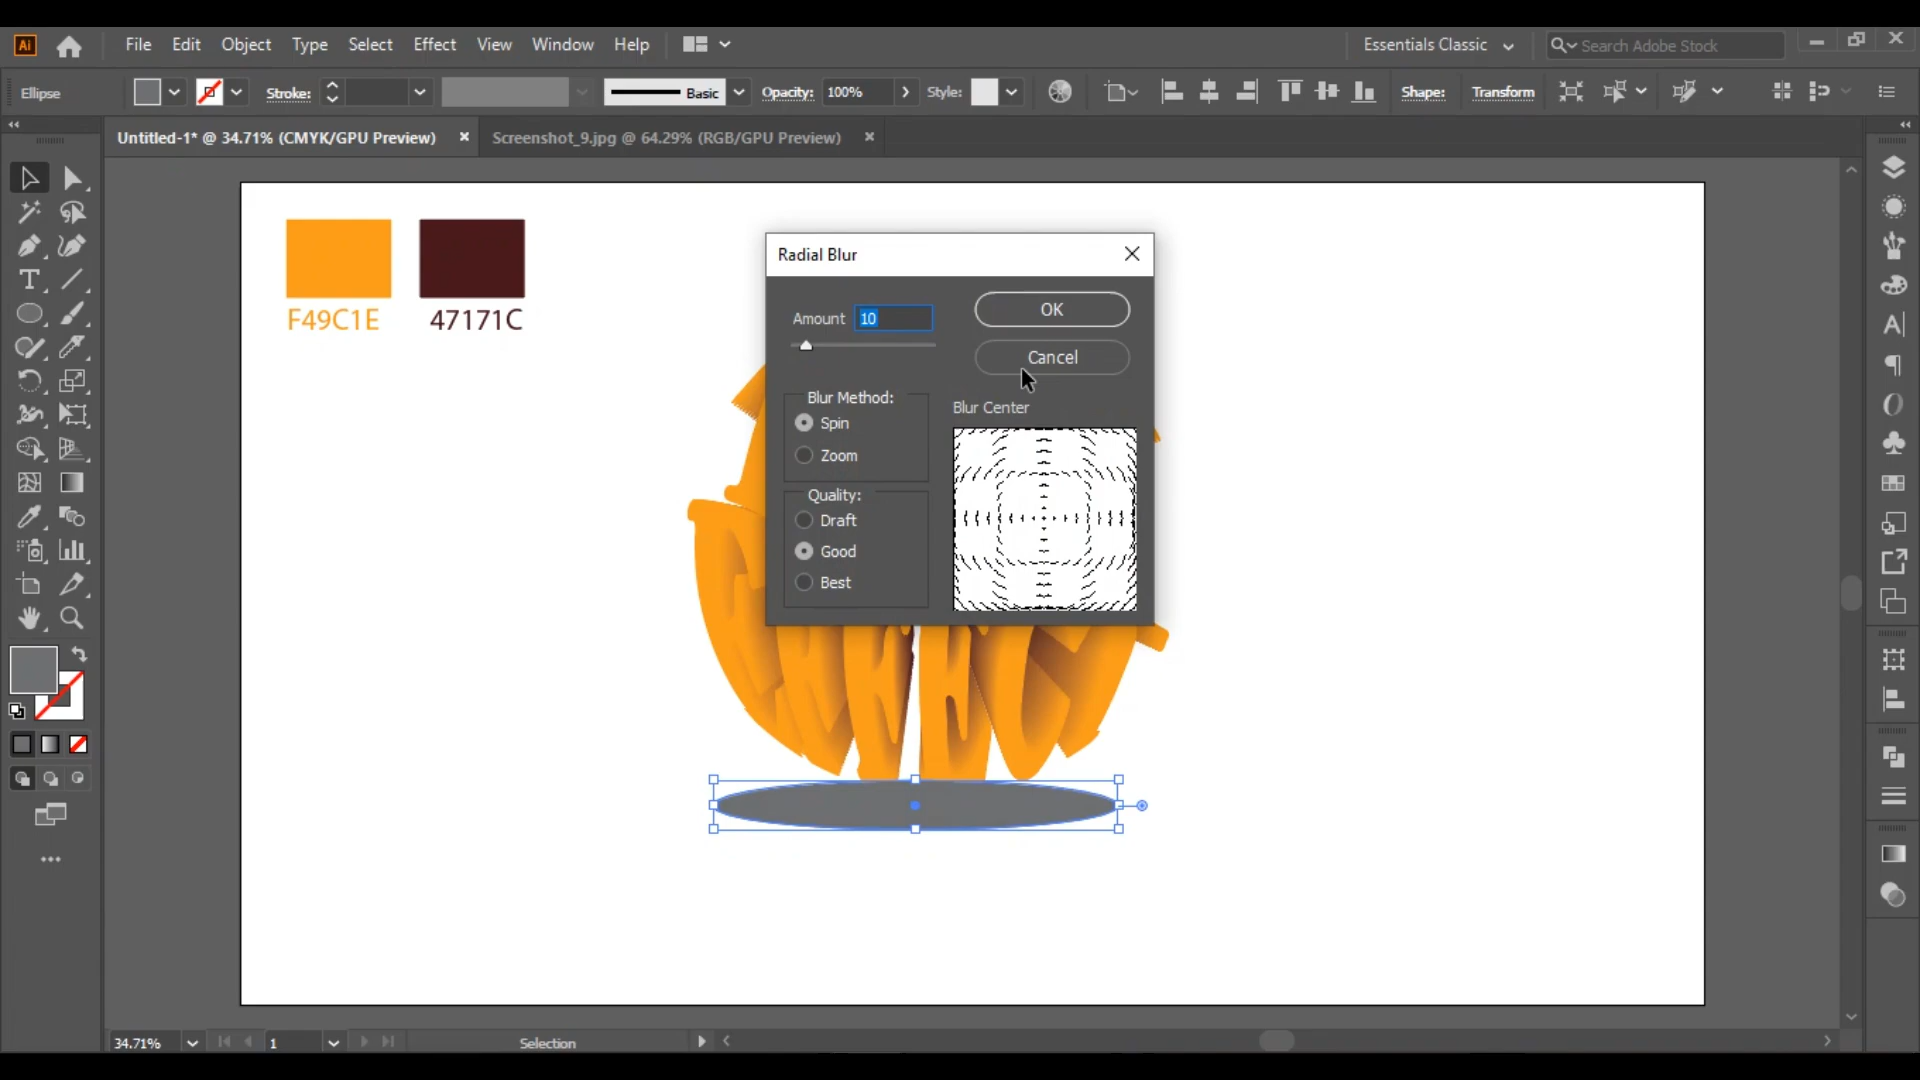 Ai File Edit Object Type Select Effect View Window Help Essentials Classic Search Adobe Stock
Ellipse Stroke: Basic Opacity: 100% Style: Shape: Transform
Untitled-1* @ 34.71% (CMYK/GPU Preview) Screenshot_9.jpg @ 64.29% (RGB/GPU Preview)
F49C1E 47171C
Radial Blur
Amount 10
OK
Cancel
Blur Method:
Spin
Zoom
Blur Center
Quality:
Draft
Good
Best
34.71% 1 Selection